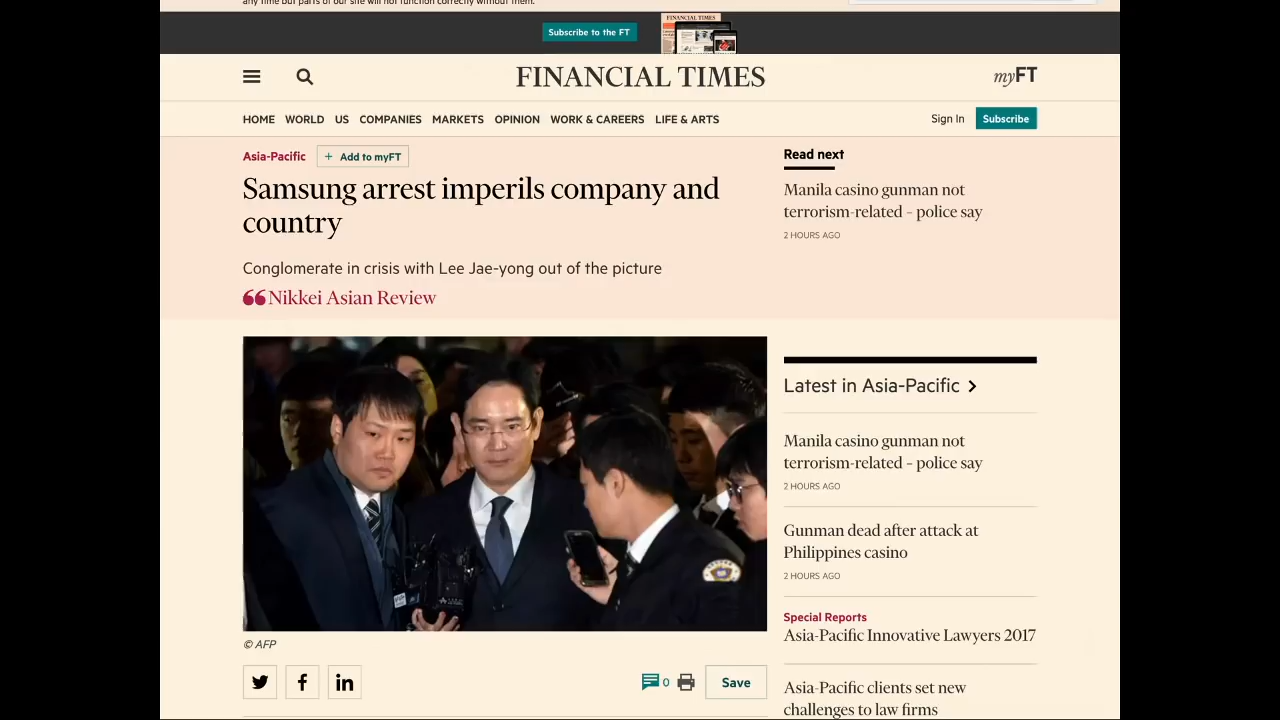 any time but parts of our site will not function correctly without them.
Subscribe to the FT
FINANCIAL TIMES
FINANCIAL TIMES
myFT
HOME WORLD US COMPANIES MARKETS OPINION WORK & CAREERS LIFE & ARTS
Sign In
Subscribe
Asia-Pacific
+ Add to myFT
Samsung arrest imperils company and
country
Conglomerate in crisis with Lee Jae-yong out of the picture
Nikkei Asian Review
© AFP
0
Save
Read next
Manila casino gunman not
terrorism-related – police say
2 HOURS AGO
Latest in Asia-Pacific
Manila casino gunman not
terrorism-related – police say
2 HOURS AGO
Gunman dead after attack at
Philippines casino
2 HOURS AGO
Special Reports
Asia-Pacific Innovative Lawyers 2017
Asia-Pacific clients set new
challenges to law firms